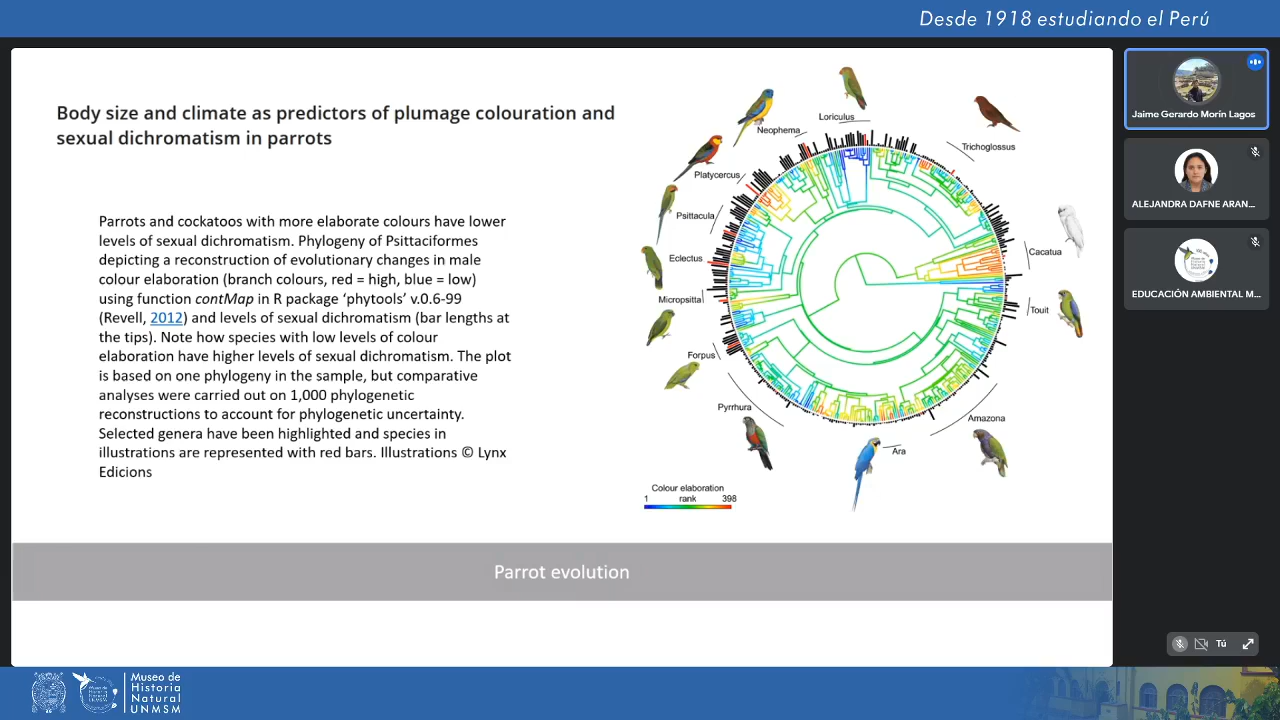 Desde 1918 estudiando el Perú
Body size and climate as predictors of plumage colouration and
sexual dichromatism in parrots
Parrots and cockatoos with more elaborate colours have lower
levels of sexual dichromatism. Phylogeny of Psittaciformes
depicting a reconstruction of evolutionary changes in male
colour elaboration (branch colours, red = high, blue = low)
using function contMap in R package ‘phytools’ v.0.6-99
(Revell, 2012) and levels of sexual dichromatism (bar lengths at
the tips). Note how species with low levels of colour
elaboration have higher levels of sexual dichromatism. The plot
is based on one phylogeny in the sample, but comparative
analyses were carried out on 1,000 phylogenetic
reconstructions to account for phylogenetic uncertainty.
Selected genera have been highlighted and species in
illustrations are represented with red bars. Illustrations © Lynx
Edicions
Loriculus
Neophema
Trichoglossus
Platycercus
Psittacula
Cacatua
Eclectus
Micropsitta
Touit
Forpus
Pyrrhura
Amazona
Ara
Colour elaboration
1 rank 398
Parrot evolution
Jaime Gerardo Morin Lagos
ALEJANDRA DAFNE ARAN...
EDUCACIÓN AMBIENTAL M...
Tú
Museo de
Historia
Natural
UNMSM